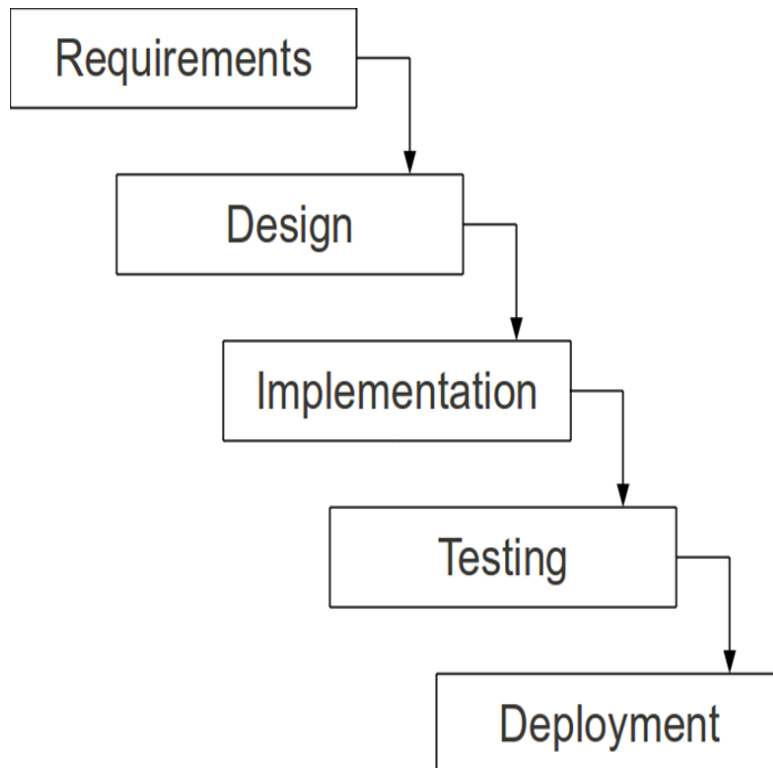 Requirements
Design
Implementation
Testing
Deployment